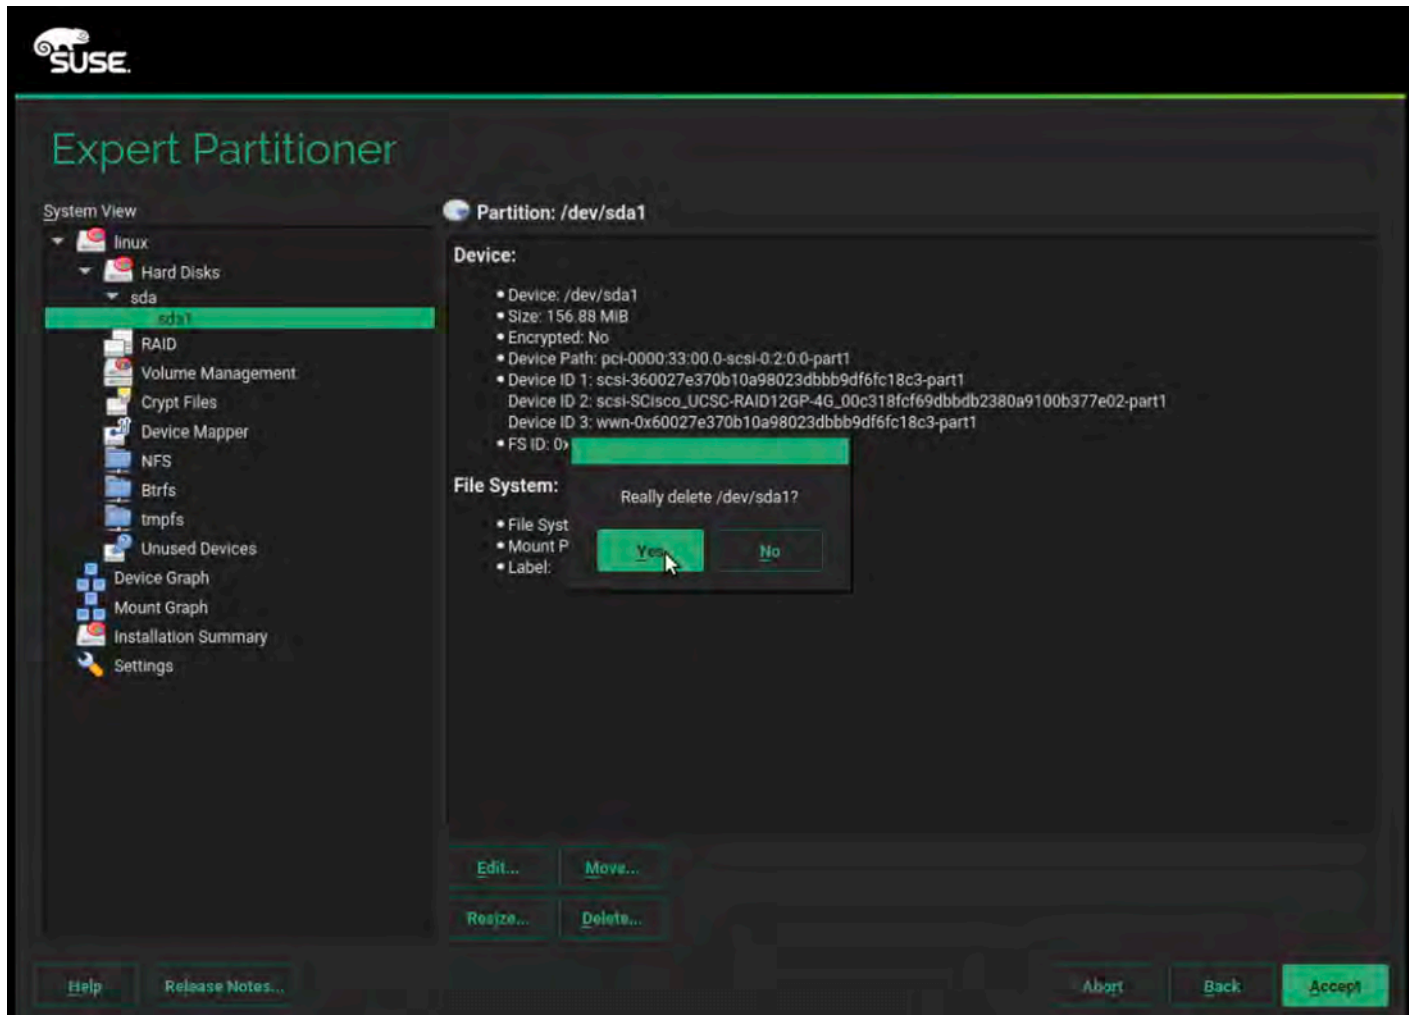 SUSE.
Expert Partitioner
System View
linux
Hard Disks
sda
sda1
RAID
Volume Management
Crypt Files
Device Mapper
NFS
Btrfs
tmpfs
Unused Devices
Device Graph
Mount Graph
Installation Summary
Settings
Partition: /dev/sda1
Device:
Device: /dev/sda1
Size: 156.88 MiB
Encrypted: No
Device Path: pci-0000:33:00.0-scsi-0:2:0:0-part1
Device ID 1: scsi-360027e370b10a98023dbbb9df6fc18c3-part1
Device ID 2: scsi-SCisco_UCSC-RAID12GP-4G_00c318fcf69dbbdb2380a9100b377e02-part1
Device ID 3: wwn-0x60027e370b10a98023dbbb9df6fc18c3-part1
FS ID:
File System:
File Syst
Mount P
Label:
Really delete /dev/sda1?
Yes No
Edit... Move...
Resize... Delete...
Help Release Notes... Abort Back Accept